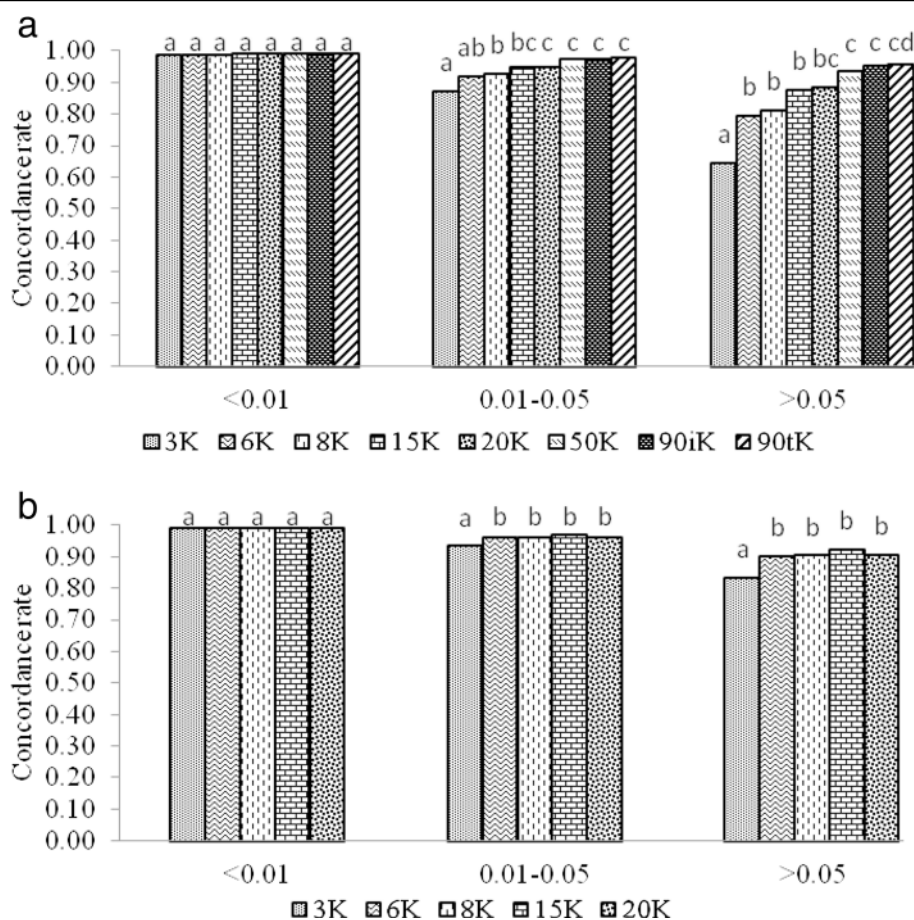 a
1.00
0.90
0.80
0.70
0.60
0.50
0.40
0.30
0.20
0.10
0.00
Concordancerate
a a a a a a a a
a ab b bc c c c c
a b b b bc c c cd
<0.01 0.01-0.05 >0.05
3K 6K 8K 15K 20K 50K 90iK 90tK
b
1.00
0.90
0.80
0.70
0.60
0.50
0.40
0.30
0.20
0.10
0.00
Concordancerate
a a a a a
a b b b b
a b b b b
<0.01 0.01-0.05 >0.05
3K 6K 8K 15K 20K